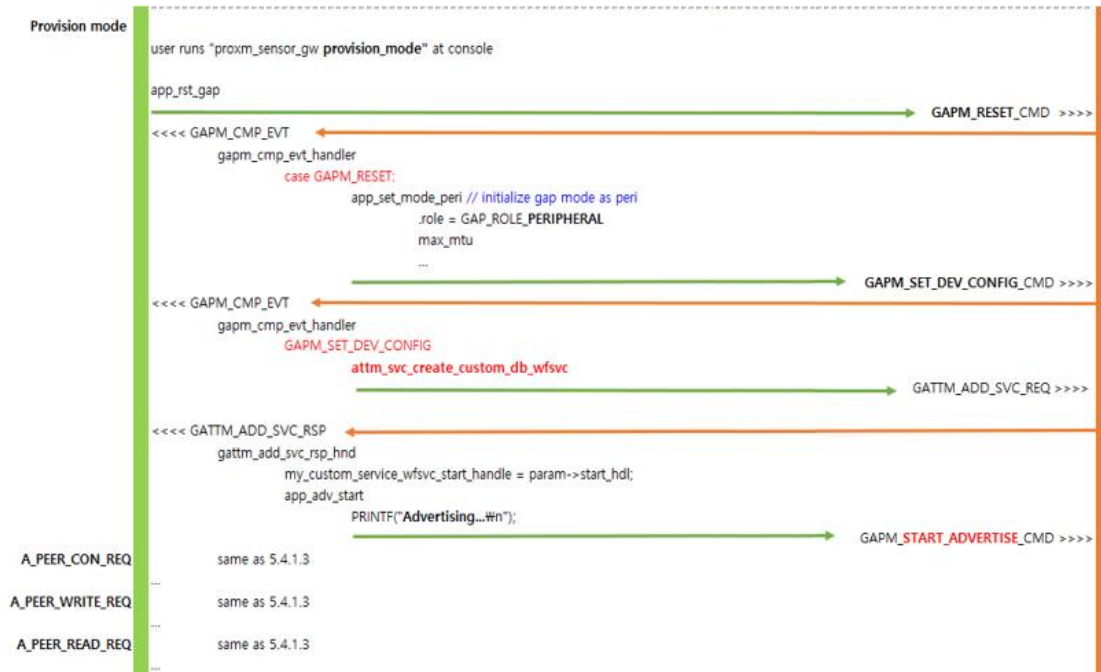 Provision mode
user runs "proxm_sensor_gw provision_mode" at console
app_rst_gap
GAPM_RESET_CMD >>>>
<<<< GAPM_CMP_EVT
gapm_cmp_evt_handler
case GAPM_RESET:
app_set_mode_peri // initialize gap mode as peri
.role = GAP_ROLE_PERIPHERAL
max_mtu
...
GAPM_SET_DEV_CONFIG_CMD >>>>
<<<< GAPM_CMP_EVT
gapm_cmp_evt_handler
GAPM_SET_DEV_CONFIG
attm_svc_create_custom_db_wfsvc
GATTM_ADD_SVC_REQ >>>>
<<<< GATTM_ADD_SVC_RSP
gattm_add_svc_rsp_hnd
my_custom_service_wfsvc_start_handle = param->start_hdl;
app_adv_start
PRINTF("Advertising...₩n");
GAPM_START_ADVERTISE_CMD >>>>
A_PEER_CON_REQ same as 5.4.1.3
...
A_PEER_WRITE_REQ same as 5.4.1.3
...
A_PEER_READ_REQ same as 5.4.1.3
...